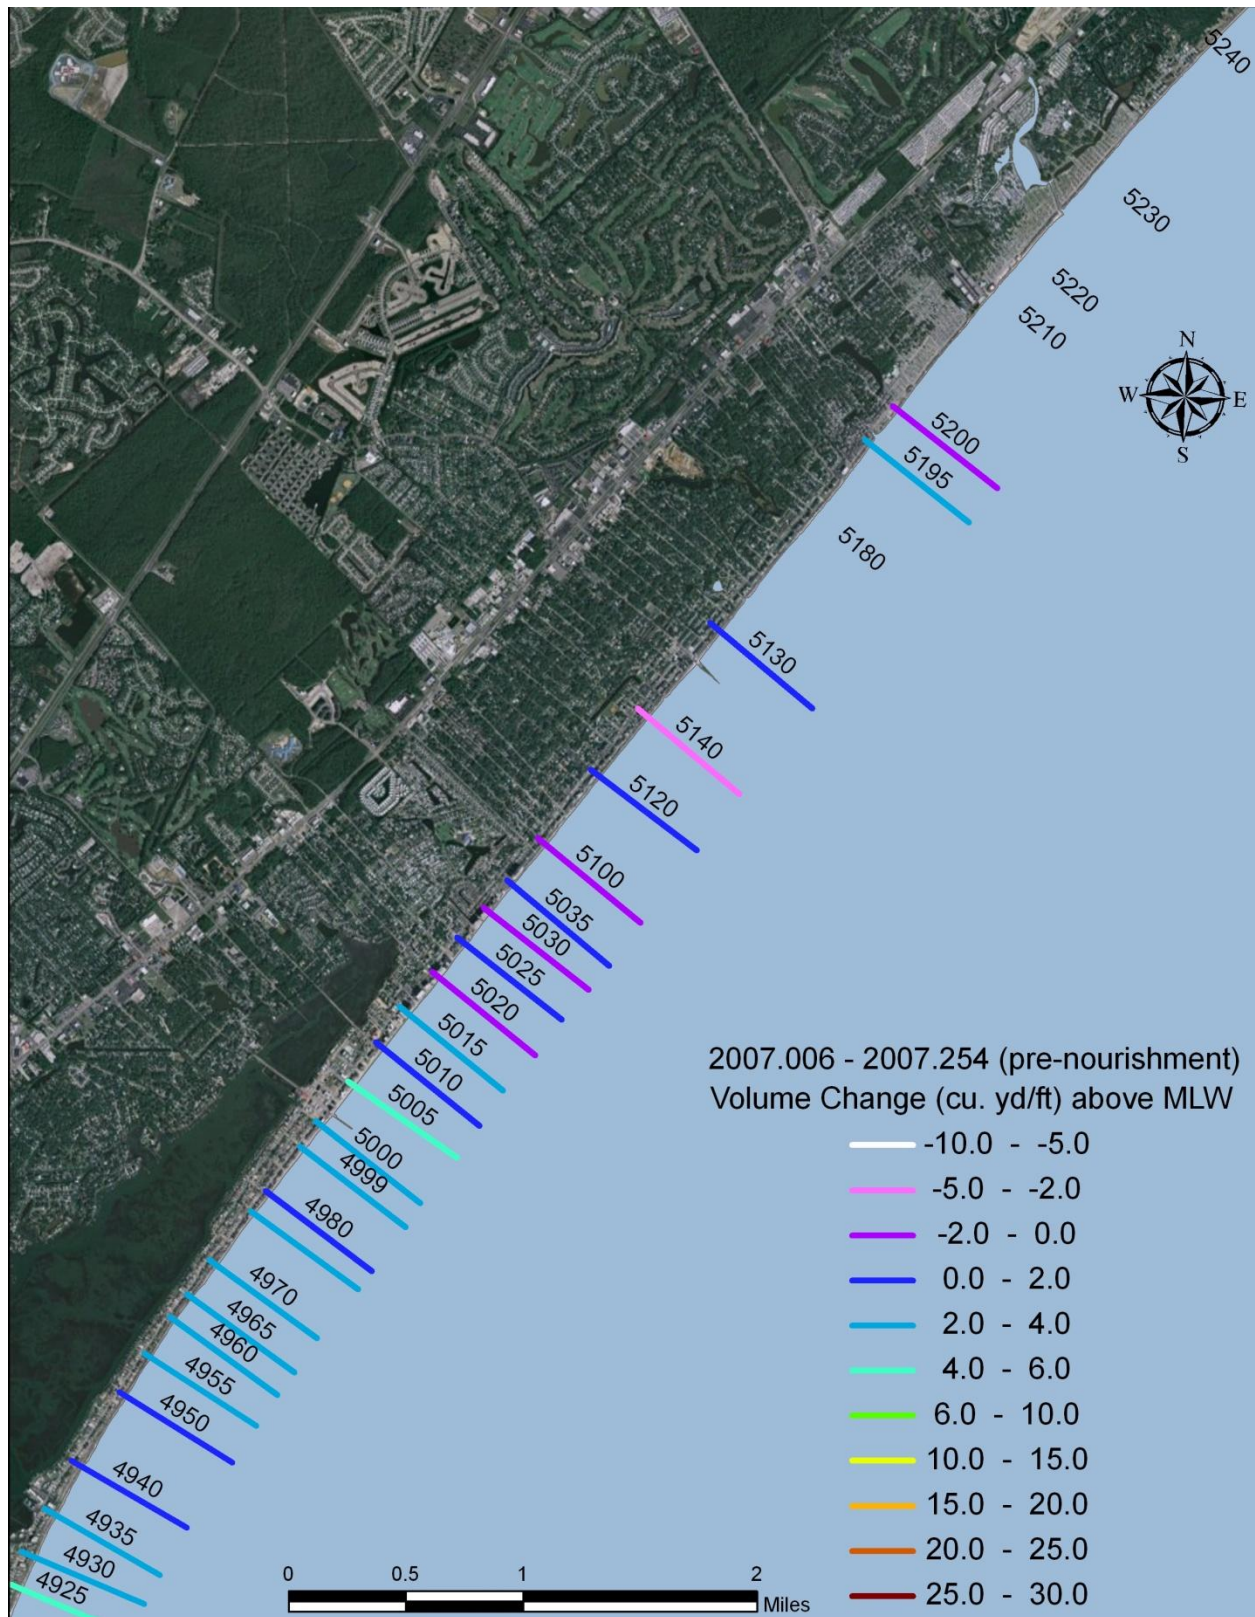 5240
5230
5220
5210
N
W E
S
5200
5195
5180
5130
5140
5120
5100
5035
5030
5025
5020
5015
5010
5005
5000
4999
4980
4970
4965
4960
4955
4950
4940
4935
4930
4925
2007.006 - 2007.254 (pre-nourishment)
Volume Change (cu. yd/ft) above MLW
-10.0 - -5.0
-5.0 - -2.0
-2.0 - 0.0
0.0 - 2.0
2.0 - 4.0
4.0 - 6.0
6.0 - 10.0
10.0 - 15.0
15.0 - 20.0
20.0 - 25.0
25.0 - 30.0
0 0.5 1 2
Miles